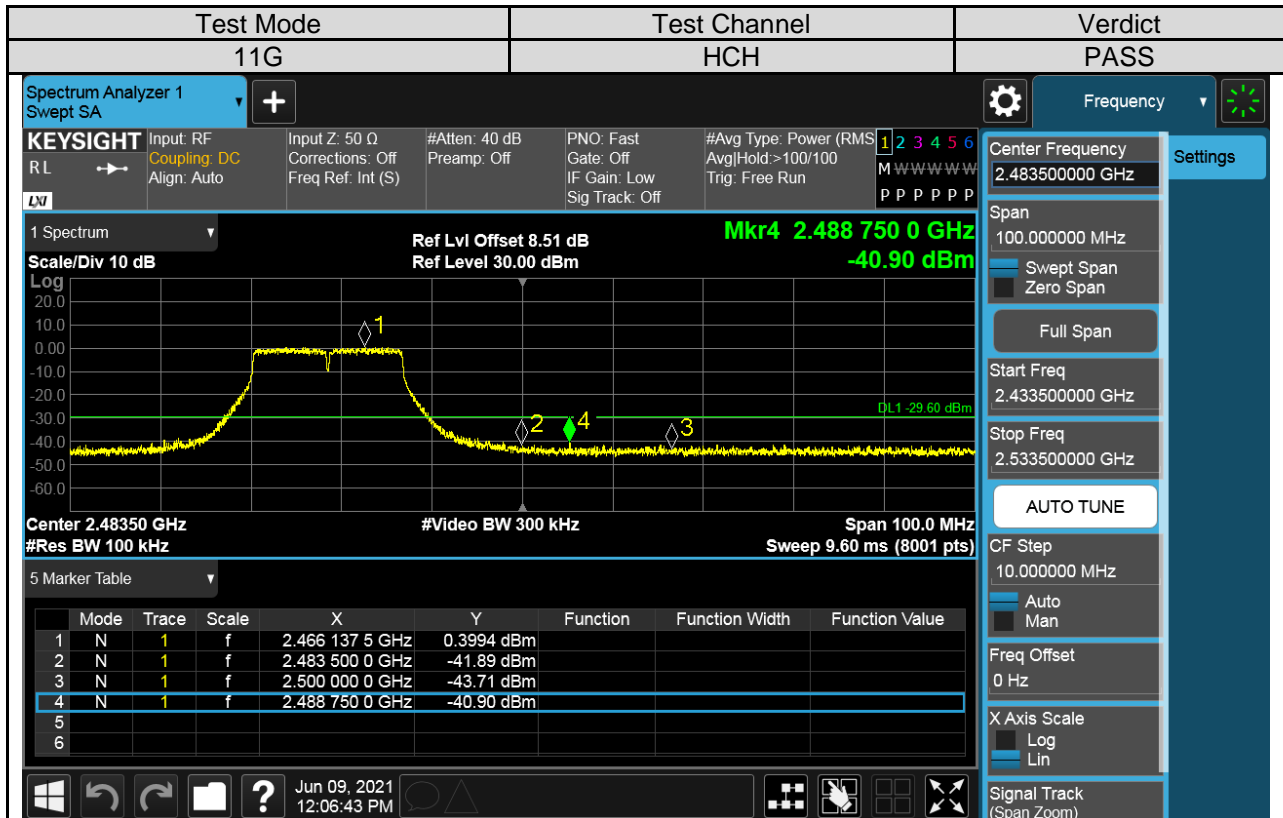 Test Mode Test Channel Verdict
11G HCH PASS
Spectrum Analyzer 1
Swept SA
Frequency
KEYSIGHT Input: RF Input Z: 50 Ω #Atten: 40 dB PNO: Fast #Avg Type: Power (RMS 1 2 3 4 5 6
RL Coupling: DC Corrections: Off Preamp: Off Gate: Off Avg|Hold:>100/100 M W W W W W
Align: Auto Freq Ref: Int (S) IF Gain: Low Trig: Free Run
LXI Sig Track: Off P P P P P P
1 Spectrum Ref Lvl Offset 8.51 dB Mkr4 2.488 750 0 GHz
Scale/Div 10 dB Ref Level 30.00 dBm -40.90 dBm
Log
20.0
10.0
0.00
-10.0
-20.0
-30.0
-40.0
-50.0
-60.0
1
DL1 -29.60 dBm
2 4 3
Center 2.48350 GHz #Video BW 300 kHz Span 100.0 MHz
#Res BW 100 kHz Sweep 9.60 ms (8001 pts)
5 Marker Table
Mode Trace Scale X Y Function Function Width Function Value
1 N 1 f 2.466 137 5 GHz 0.3994 dBm
2 N 1 f 2.483 500 0 GHz -41.89 dBm
3 N 1 f 2.500 000 0 GHz -43.71 dBm
4 N 1 f 2.488 750 0 GHz -40.90 dBm
5
6
?
Jun 09, 2021
12:06:43 PM
Center Frequency
2.483500000 GHz
Settings
Span
100.000000 MHz
Swept Span
Zero Span
Full Span
Start Freq
2.433500000 GHz
Stop Freq
2.533500000 GHz
AUTO TUNE
CF Step
10.000000 MHz
Auto
Man
Freq Offset
0 Hz
X Axis Scale
Log
Lin
Signal Track
(Span Zoom)